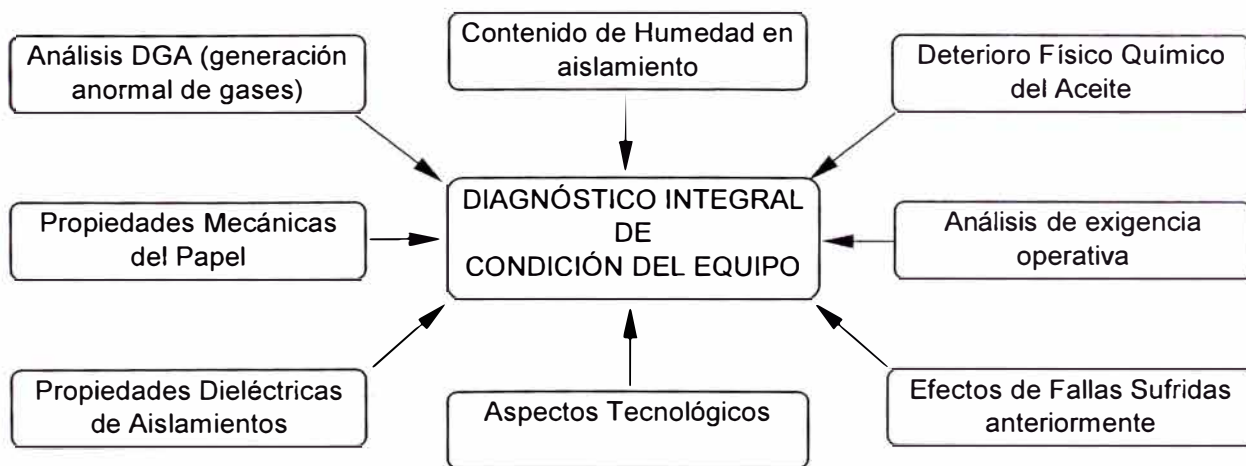 Análisis DGA (generación
anormal de gases)
Contenido de Humedad en
aislamiento
Deterioro Físico Químico
del Aceite
Propiedades Mecánicas
del Papel
DIAGNÓSTICO INTEGRAL
DE
CONDICIÓN DEL EQUIPO
Análisis de exigencia
operativa
Propiedades Dieléctricas
de Aislamientos
Aspectos Tecnológicos
Efectos de Fallas Sufridas
anteriormente